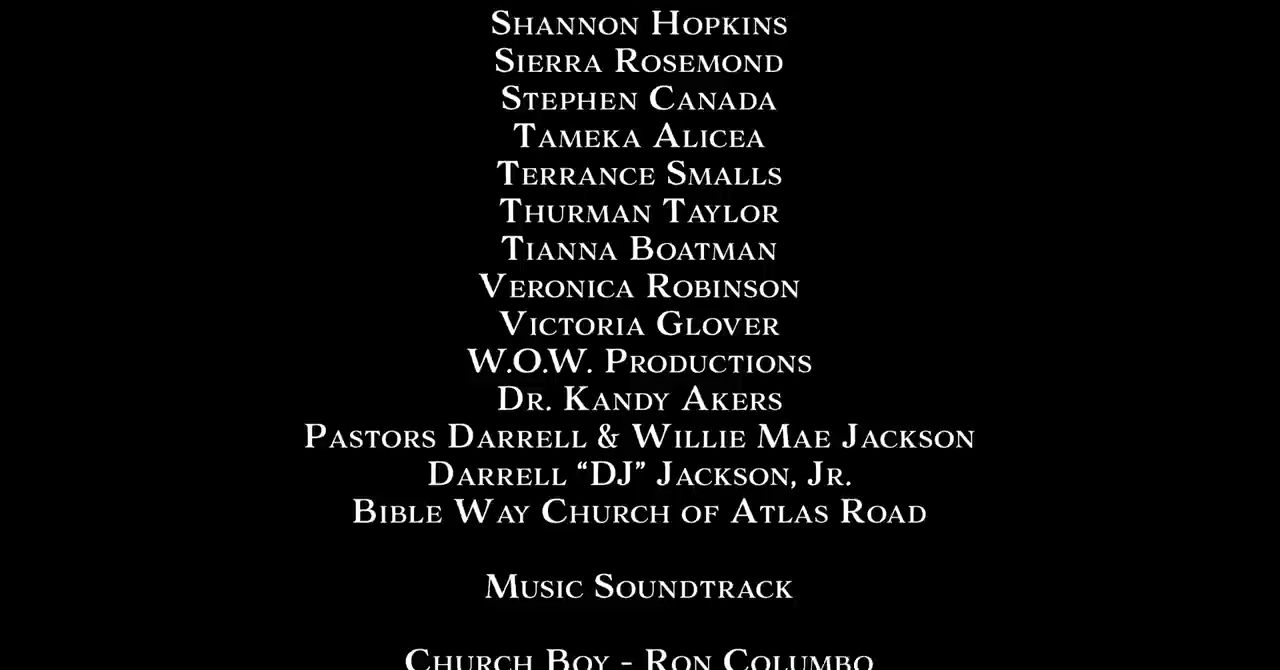 Shannon Hopkins
Sierra Rosemond
Stephen Canada
Tameka Alicea
Terrance Smalls
Thurman Taylor
Tianna Boatman
Veronica Robinson
Victoria Glover
W.O.W. Productions
Dr. Kandy Akers
Pastors Darrell & Willie Mae Jackson
Darrell “DJ” Jackson, Jr.
Bible Way Church of Atlas Road
Music Soundtrack
Church Boy - Ron Columbo